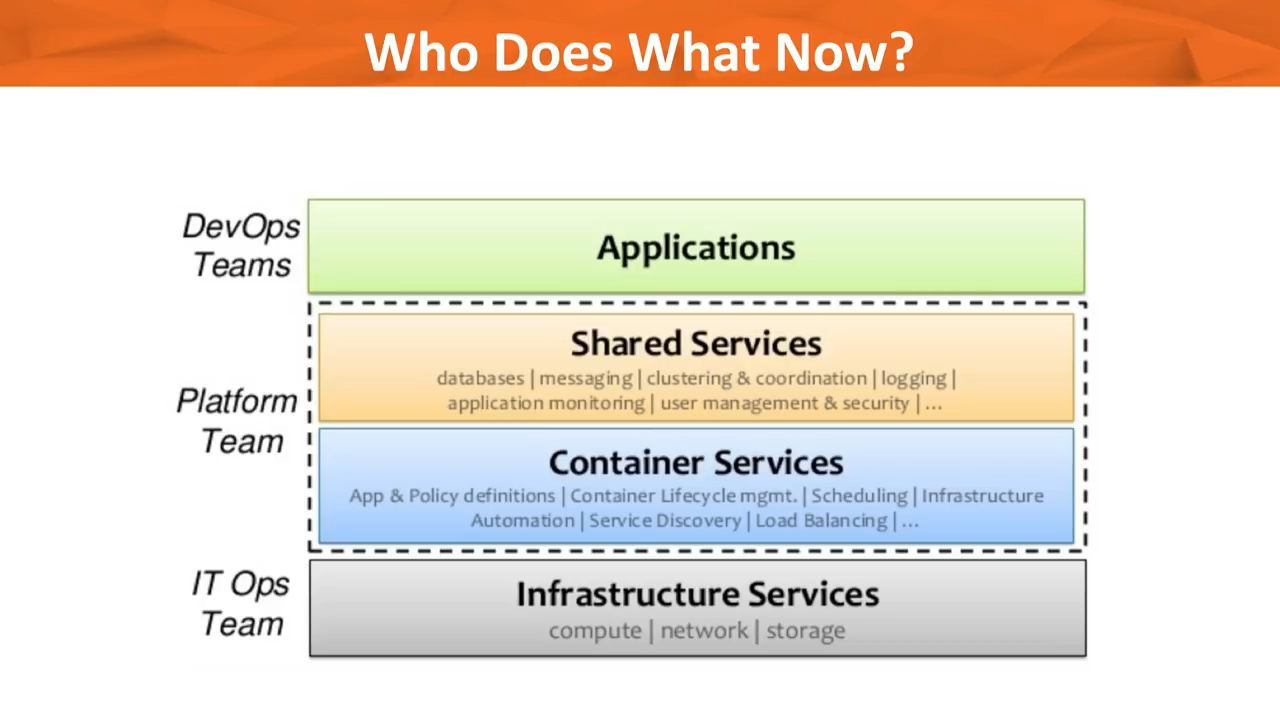 Who Does What Now?
DevOps
Teams
Applications
Platform
Team
Shared Services
databases | messaging | clustering & coordination | logging |
application monitoring | user management & security | ...
Container Services
App & Policy definitions | Container Lifecycle mgmt. | Scheduling | Infrastructure
Automation | Service Discovery | Load Balancing | ...
IT Ops
Team
Infrastructure Services
compute | network | storage